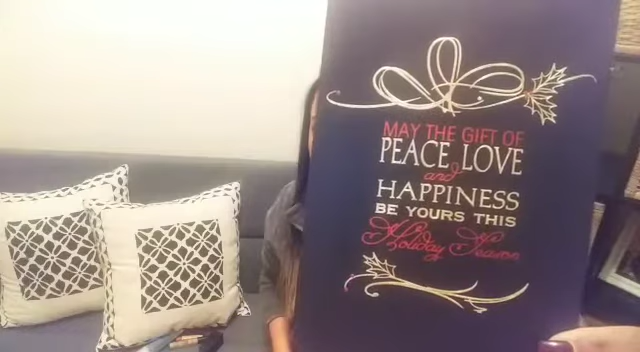 MAY THE GIFT OF
PEACE LOVE
and
HAPPINESS
BE YOURS THIS
Holiday Season